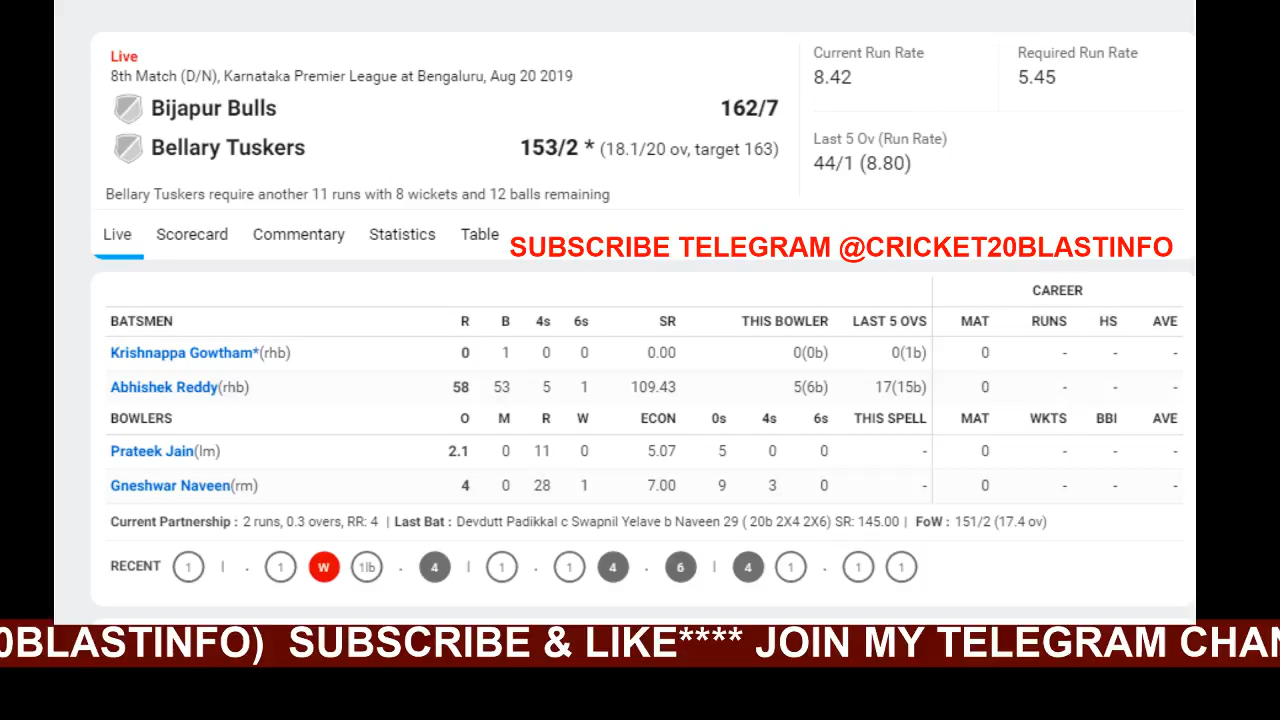 Live
8th Match (D/N), Karnataka Premier League at Bengaluru, Aug 20 2019
Bijapur Bulls 162/7
Bellary Tuskers 153/2 * (18.1/20 ov, target 163)
Bellary Tuskers require another 11 runs with 8 wickets and 12 balls remaining
Current Run Rate Required Run Rate
8.42 5.45
Last 5 Ov (Run Rate)
44/1 (8.80)
Live Scorecard Commentary Statistics Table
SUBSCRIBE TELEGRAM @CRICKET20BLASTINFO
CAREER
BATSMEN R B 4s 6s SR THIS BOWLER LAST 5 OVS MAT RUNS HS AVE
Krishnappa Gowtham*(rhb) 0 1 0 0 0.00 0(0b) 0(1b) 0 - - -
Abhishek Reddy(rhb) 58 53 5 1 109.43 5(6b) 17(15b) 0 - - -
BOWLERS O M R W ECON 0s 4s 6s THIS SPELL MAT WKTS BBI AVE
Prateek Jain(lm) 2.1 0 11 0 5.07 5 0 0 - 0 - - -
Gneshwar Naveen(rm) 4 0 28 1 7.00 9 3 0 - 0 - - -
Current Partnership : 2 runs, 0.3 overs, RR: 4 | Last Bat : Devdutt Padikkal c Swapnil Yelave b Naveen 29 ( 20b 2X4 2X6) SR: 145.00 | FoW : 151/2 (17.4 ov)
RECENT 1 | . 1 W 1lb . 4 | 1 . 1 4 . 6 | 4 1 . 1 1
0BLASTINFO) SUBSCRIBE & LIKE**** JOIN MY TELEGRAM CHAN